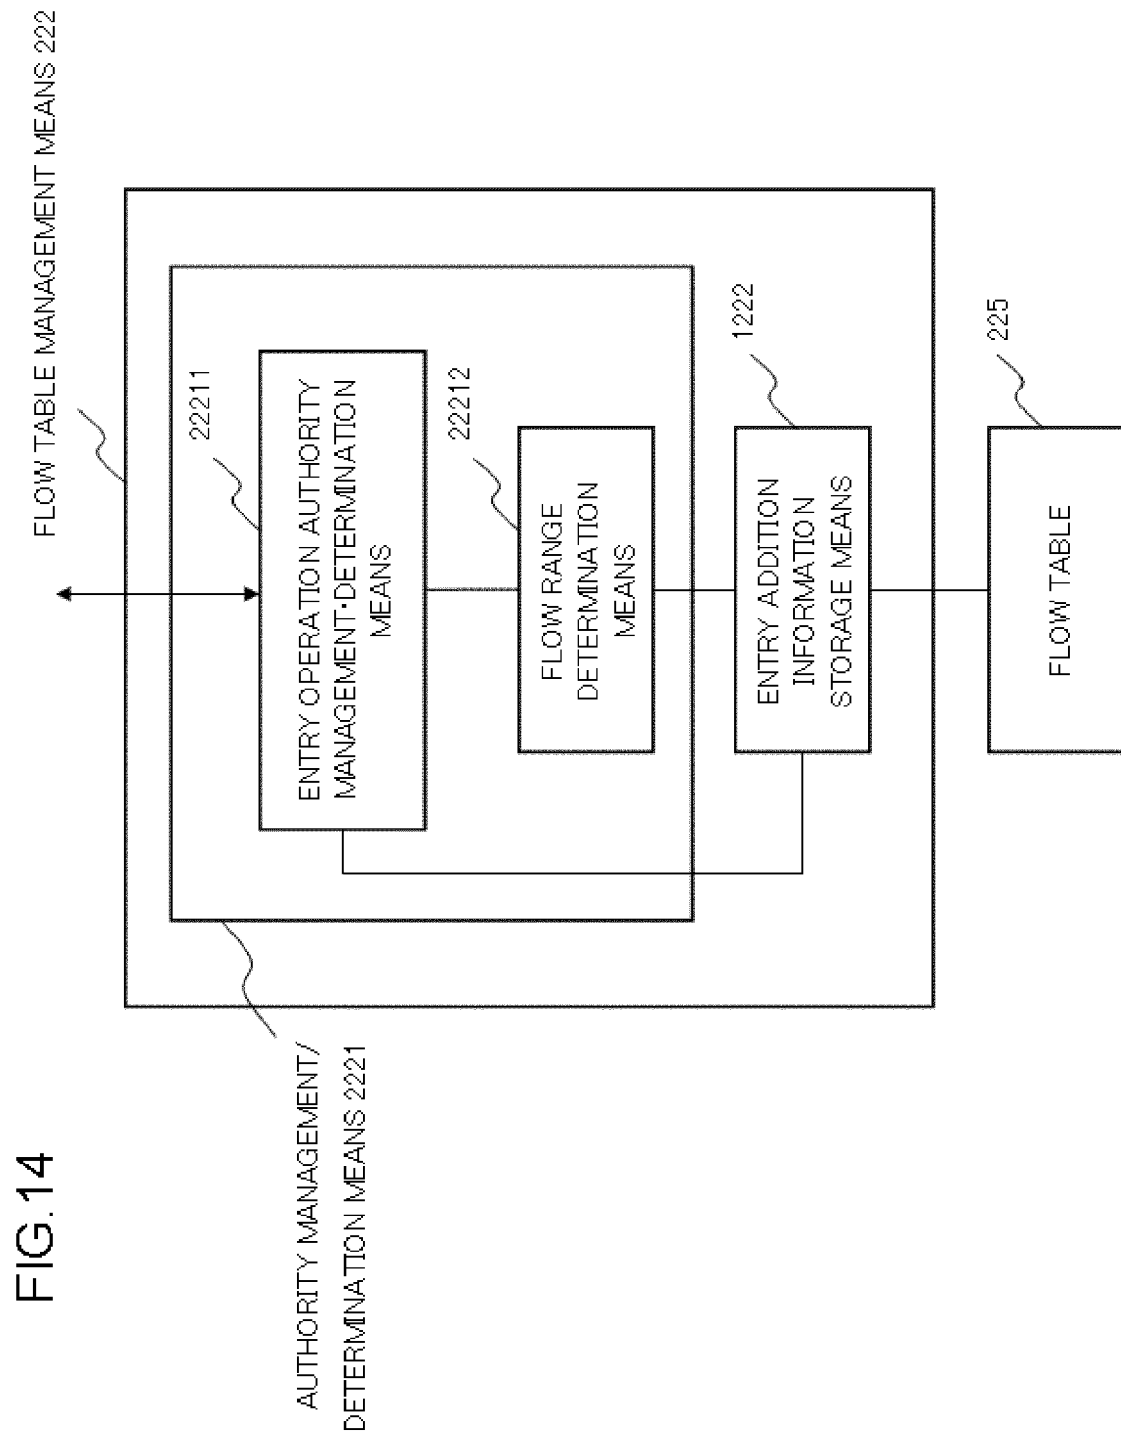 FIG.14
FLOW TABLE MANAGEMENT MEANS 222
AUTHORITY MANAGEMENT/
DETERMINATION MEANS 2221
22211
ENTRY OPERATION AUTHORITY
MANAGEMENT·DETERMINATION
MEANS
22212
FLOW RANGE
DETERMINATION
MEANS
1222
ENTRY ADDITION
INFORMATION
STORAGE MEANS
225
FLOW TABLE